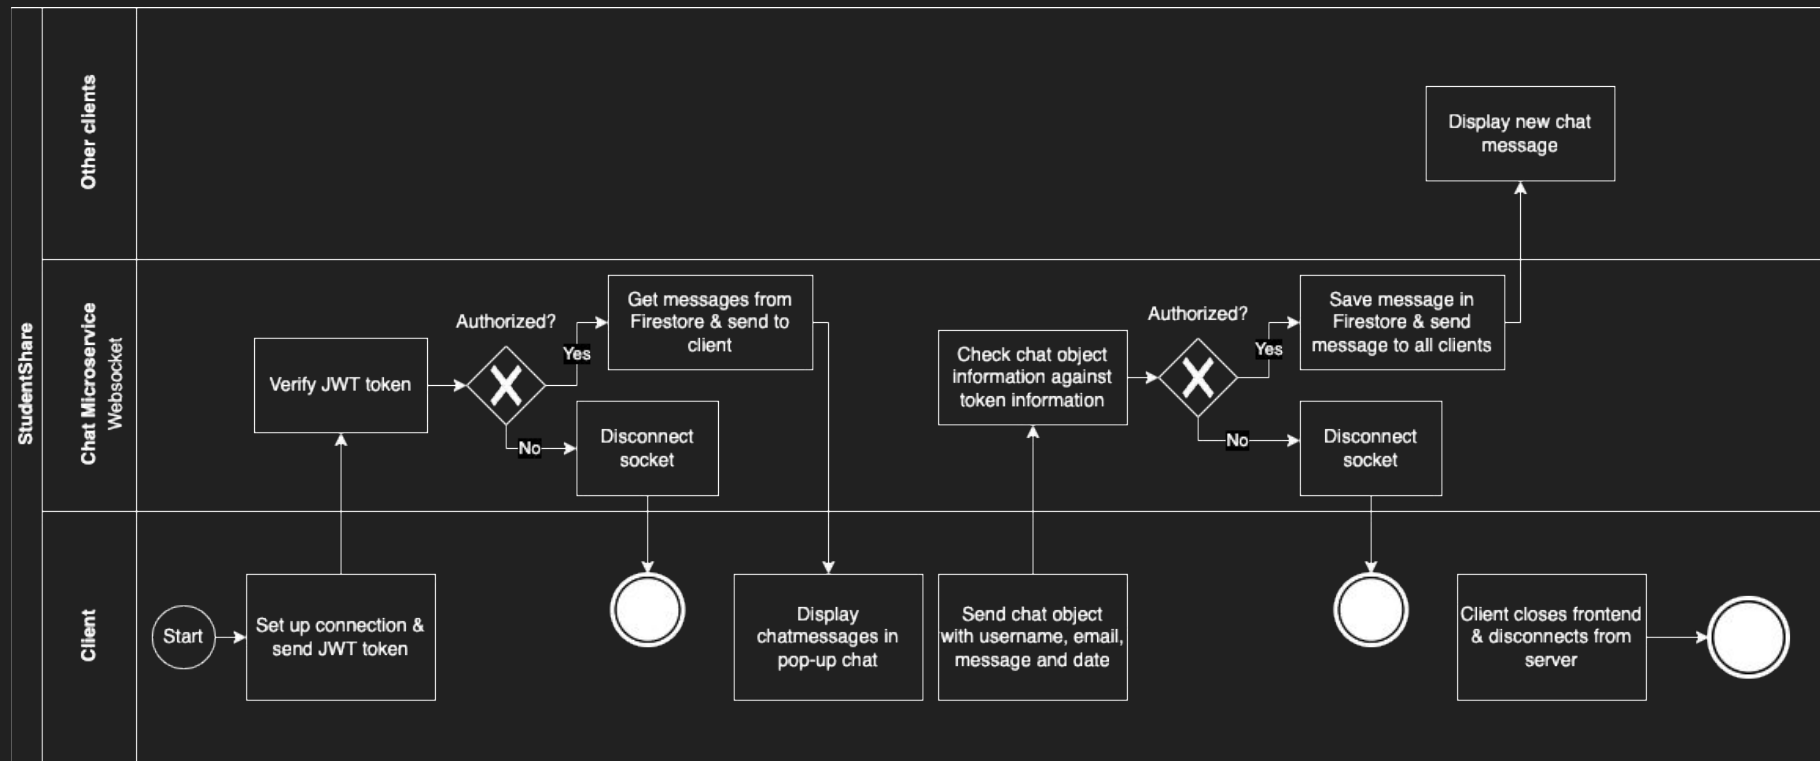 StudentShare
Other clients
Display new chat
message
Chat Microservice
Websocket
Verify JWT token
Authorized?
Yes
No
Get messages from
Firestore & send to
client
Disconnect
socket
Check chat object
information against
token information
Authorized?
Yes
No
Save message in
Firestore & send
message to all clients
Disconnect
socket
Client
Start
Set up connection &
send JWT token
Display
chatmessages in
pop-up chat
Send chat object
with username, email,
message and date
Client closes frontend
& disconnects from
server